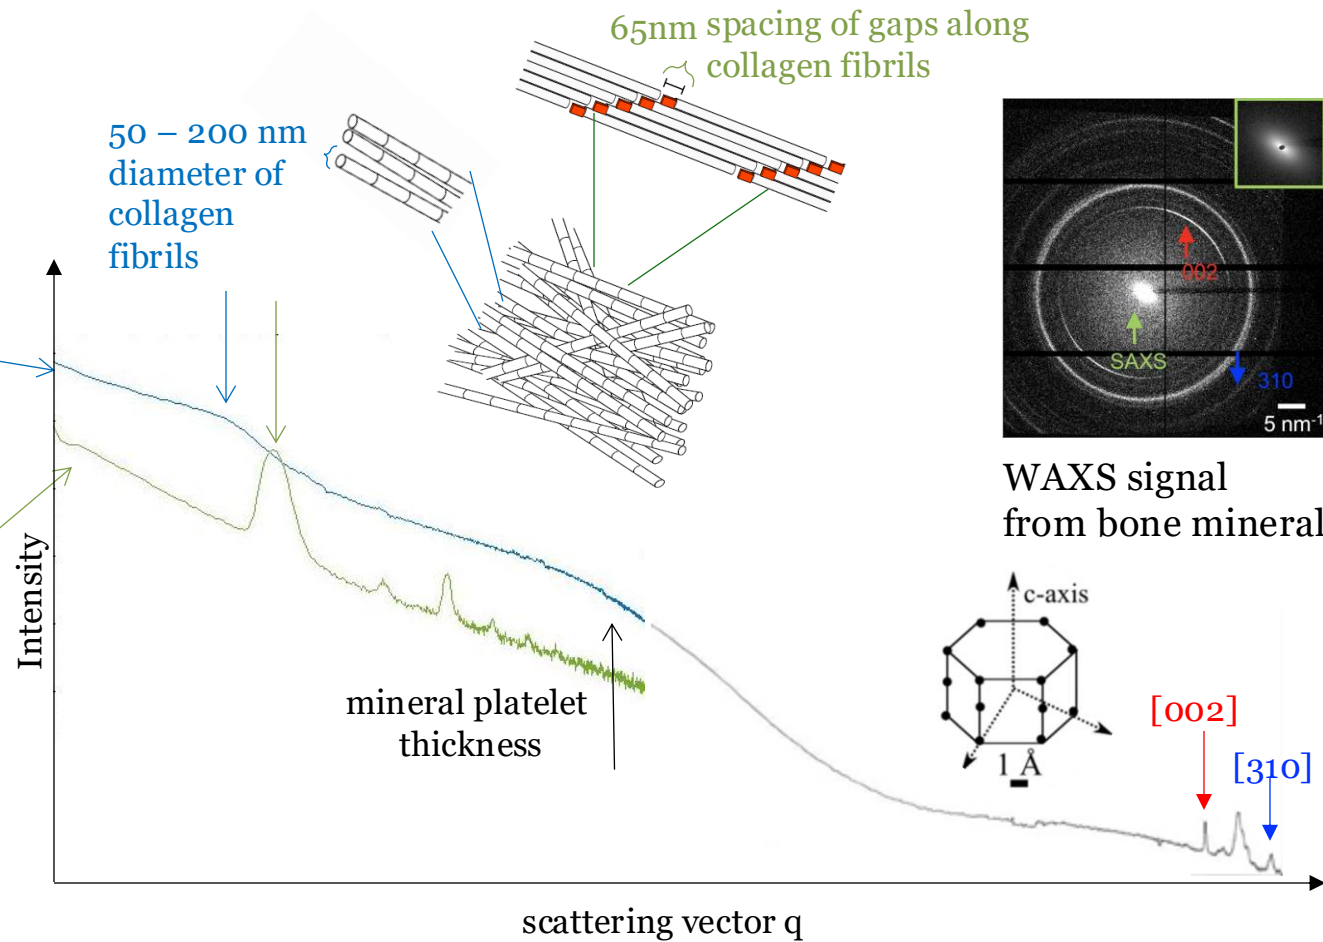 65nm spacing of gaps along
collagen fibrils
50 – 200 nm
diameter of
collagen
fibrils
002
SAXS
310
5 nm⁻¹
WAXS signal
from bone mineral
Intensity
c-axis
1 Å
mineral platelet
thickness
[002]
[310]
scattering vector q